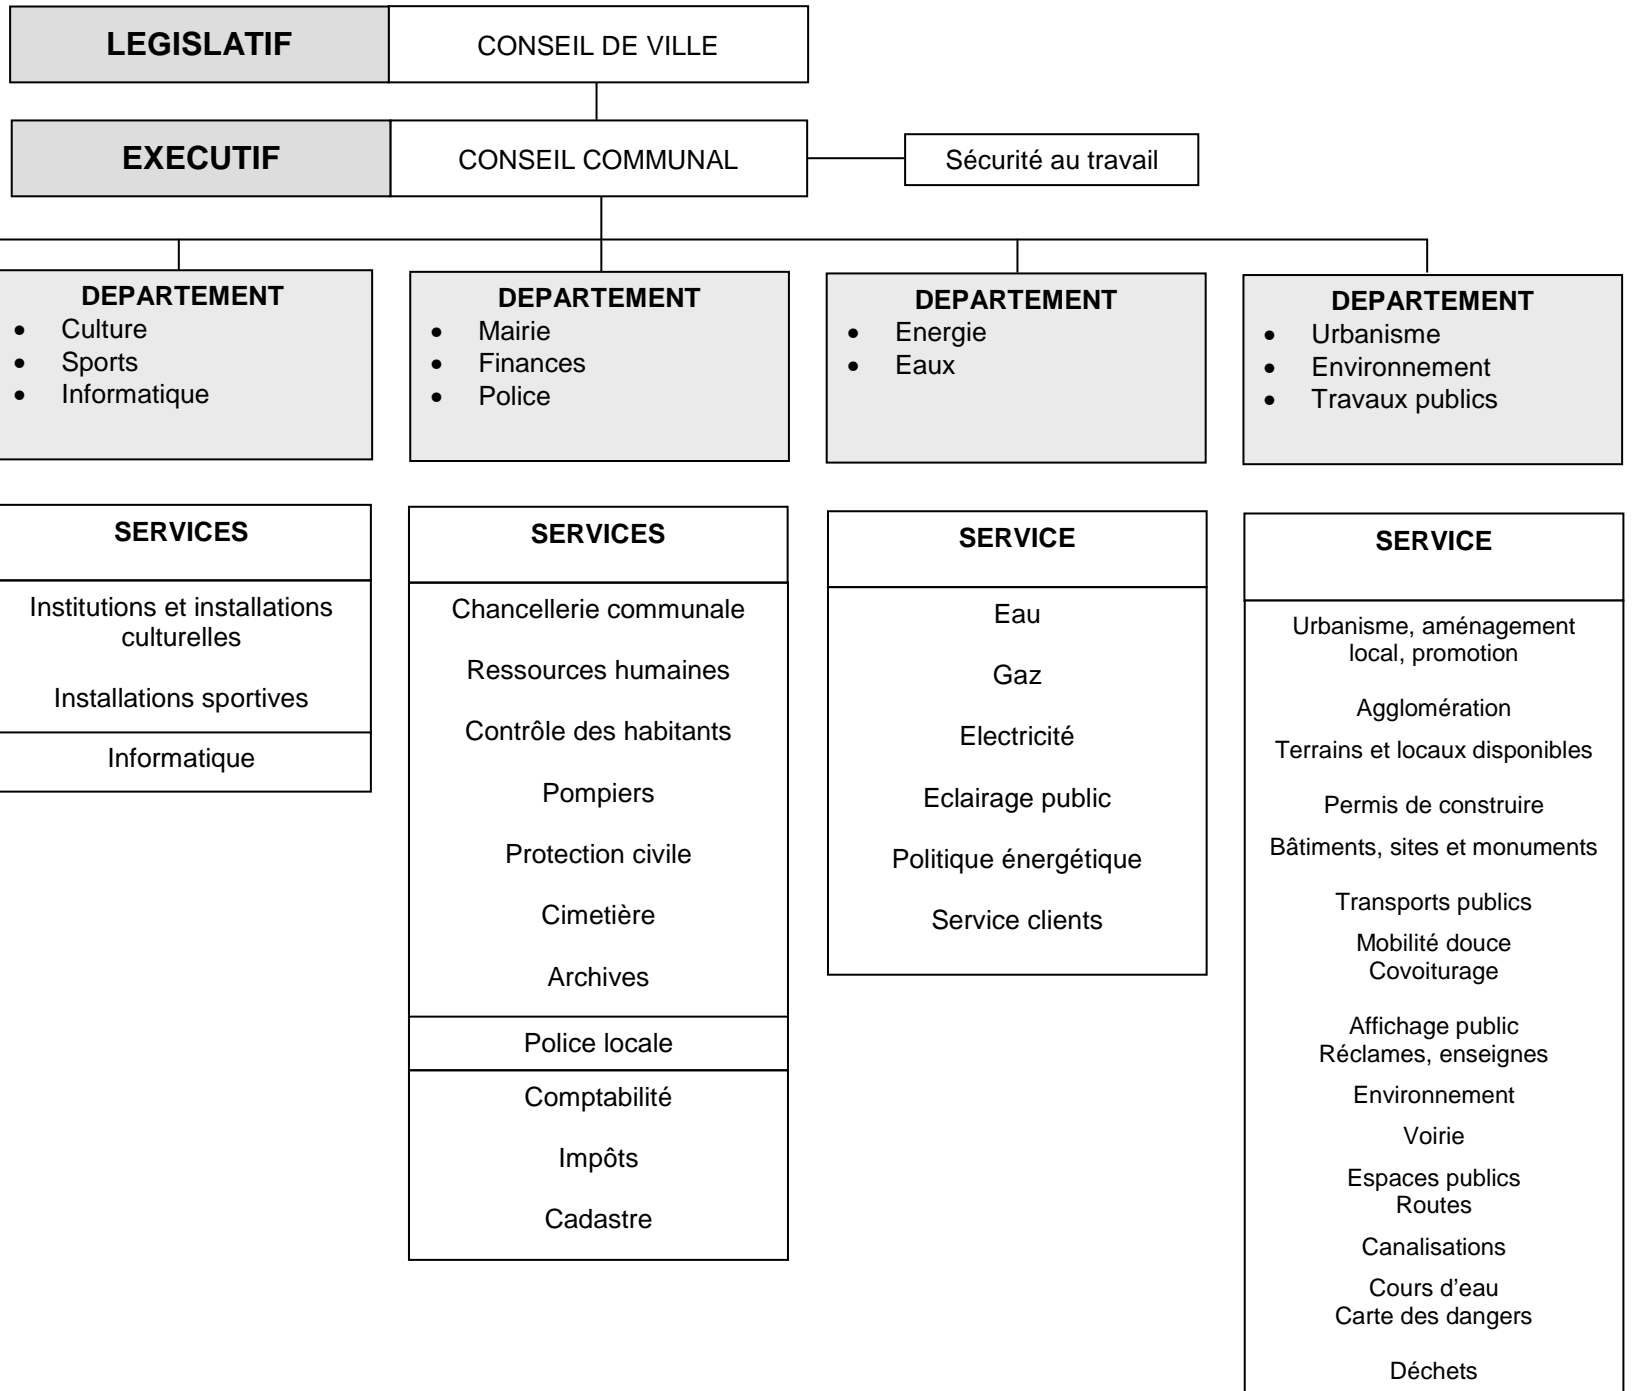 LEGISLATIF
CONSEIL DE VILLE
EXECUTIF
CONSEIL COMMUNAL
Sécurité au travail
DEPARTEMENT
• Culture
• Sports
• Informatique
DEPARTEMENT
• Mairie
• Finances
• Police
DEPARTEMENT
• Energie
• Eaux
DEPARTEMENT
• Urbanisme
• Environnement
• Travaux publics
SERVICES
Institutions et installations
culturelles
Installations sportives
Informatique
SERVICES
Chancellerie communale
Ressources humaines
Contrôle des habitants
Pompiers
Protection civile
Cimetière
Archives
Police locale
Comptabilité
Impôts
Cadastre
SERVICE
Eau
Gaz
Electricité
Eclairage public
Politique énergétique
Service clients
SERVICE
Urbanisme, aménagement
local, promotion
Agglomération
Terrains et locaux disponibles
Permis de construire
Bâtiments, sites et monuments
Transports publics
Mobilité douce
Covoiturage
Affichage public
Réclames, enseignes
Environnement
Voirie
Espaces publics
Routes
Canalisations
Cours d’eau
Carte des dangers
Déchets